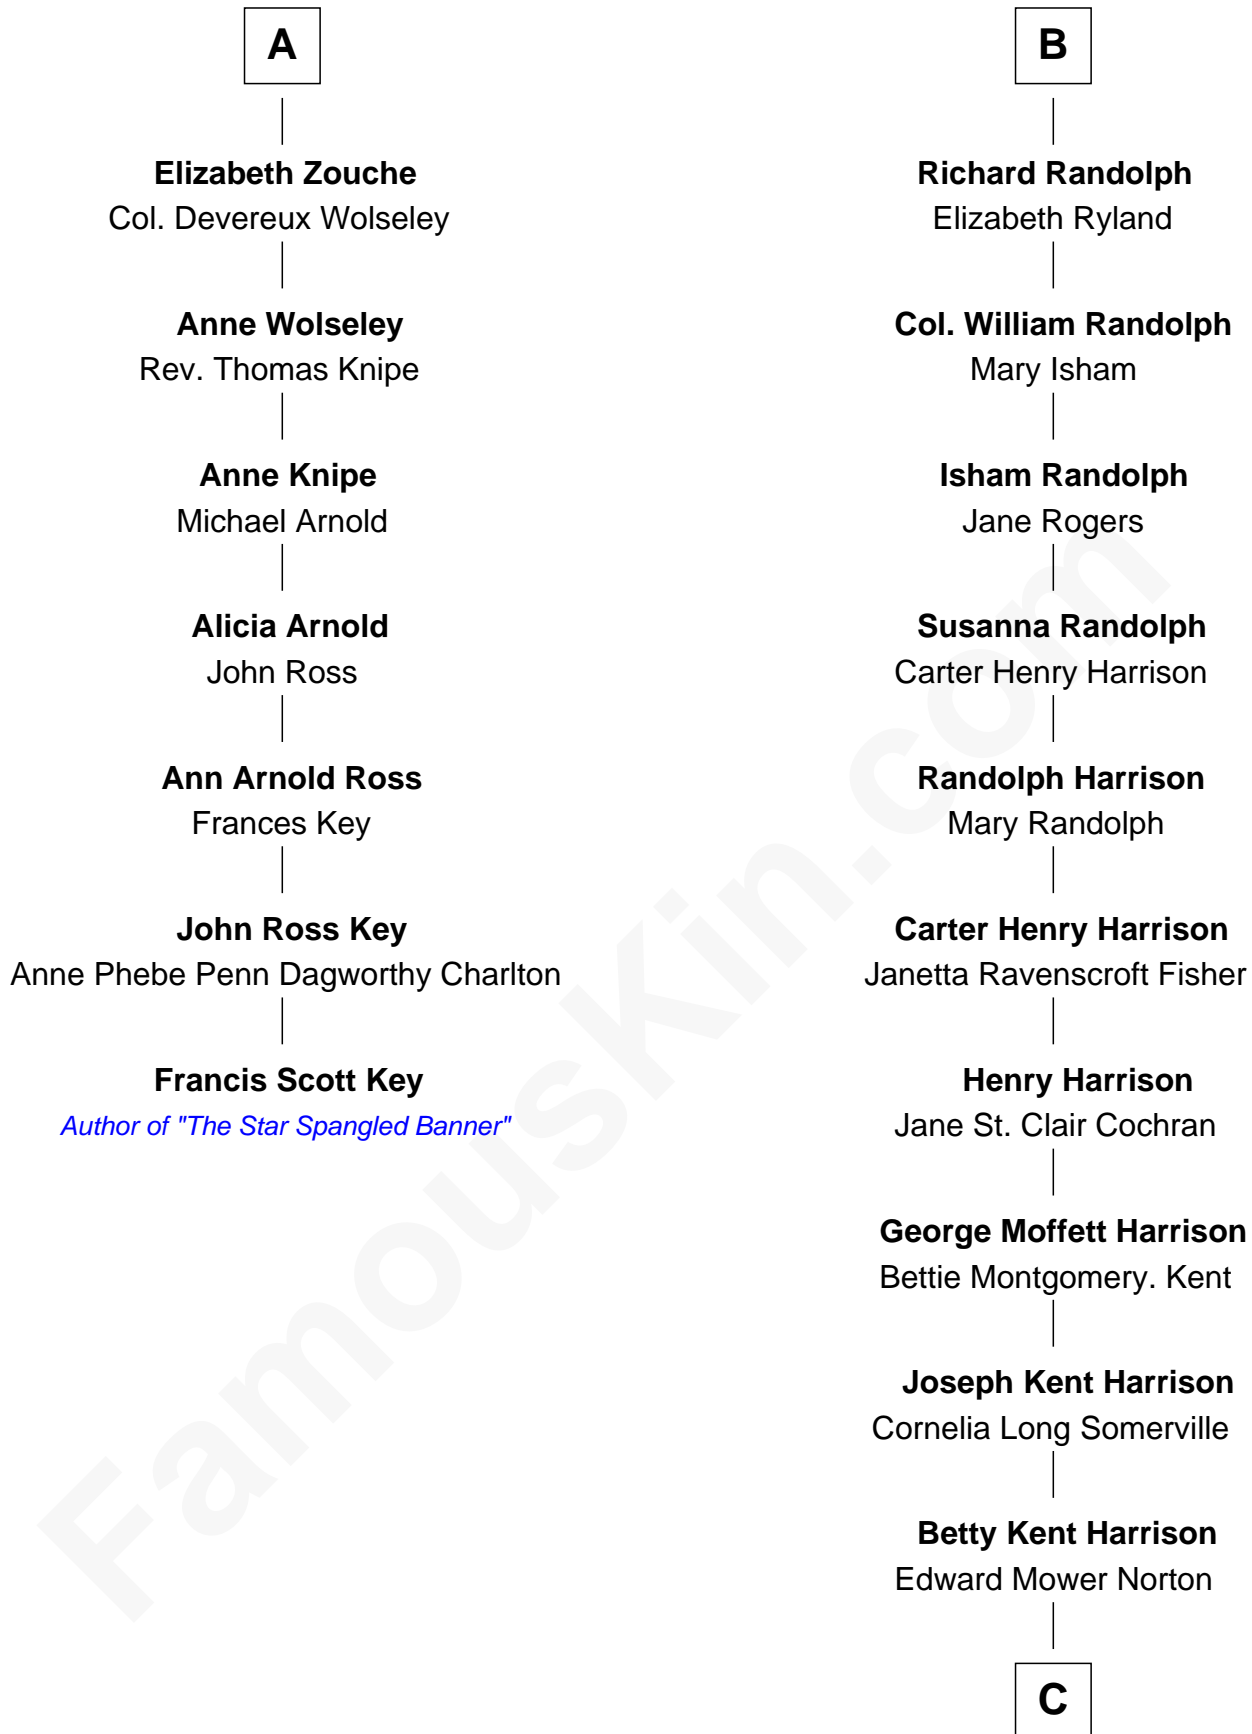 A
Elizabeth Zouche
Col. Devereux Wolseley
Anne Wolseley
Rev. Thomas Knipe
Anne Knipe
Michael Arnold
Alicia Arnold
John Ross
Ann Arnold Ross
Frances Key
John Ross Key
Anne Phebe Penn Dagworthy Charlton
Francis Scott Key
Author of "The Star Spangled Banner"
B
Richard Randolph
Elizabeth Ryland
Col. William Randolph
Mary Isham
Isham Randolph
Jane Rogers
Susanna Randolph
Carter Henry Harrison
Randolph Harrison
Mary Randolph
Carter Henry Harrison
Janetta Ravenscroft Fisher
Henry Harrison
Jane St. Clair Cochran
George Moffett Harrison
Bettie Montgomery. Kent
Joseph Kent Harrison
Cornelia Long Somerville
Betty Kent Harrison
Edward Mower Norton
C
FamousKin.com